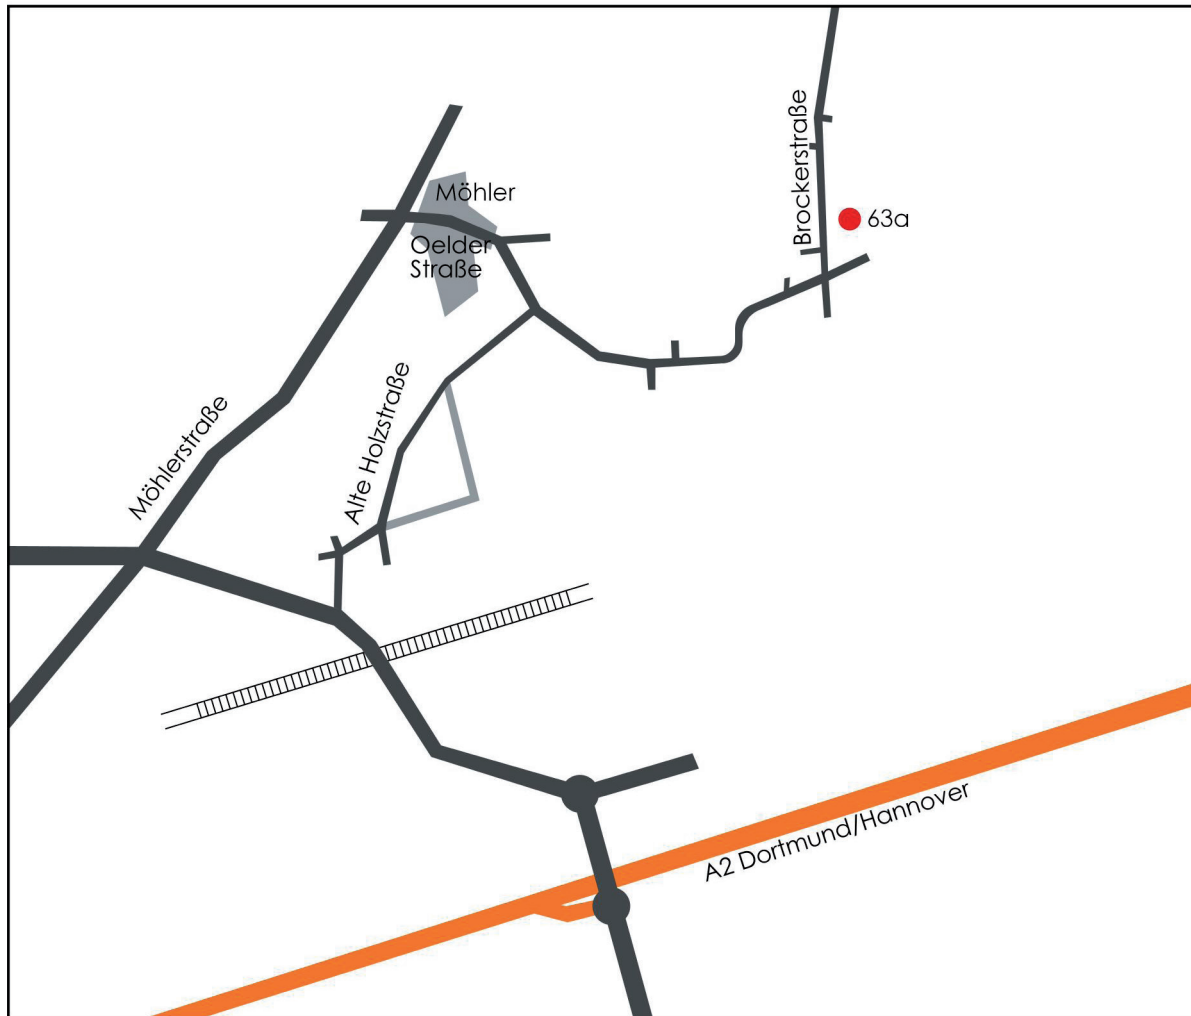 Brockerstraße
63a
Möhler
Oelder
Straße
Alte Holzstraße
Möhlerstraße
A2 Dortmund/Hannover